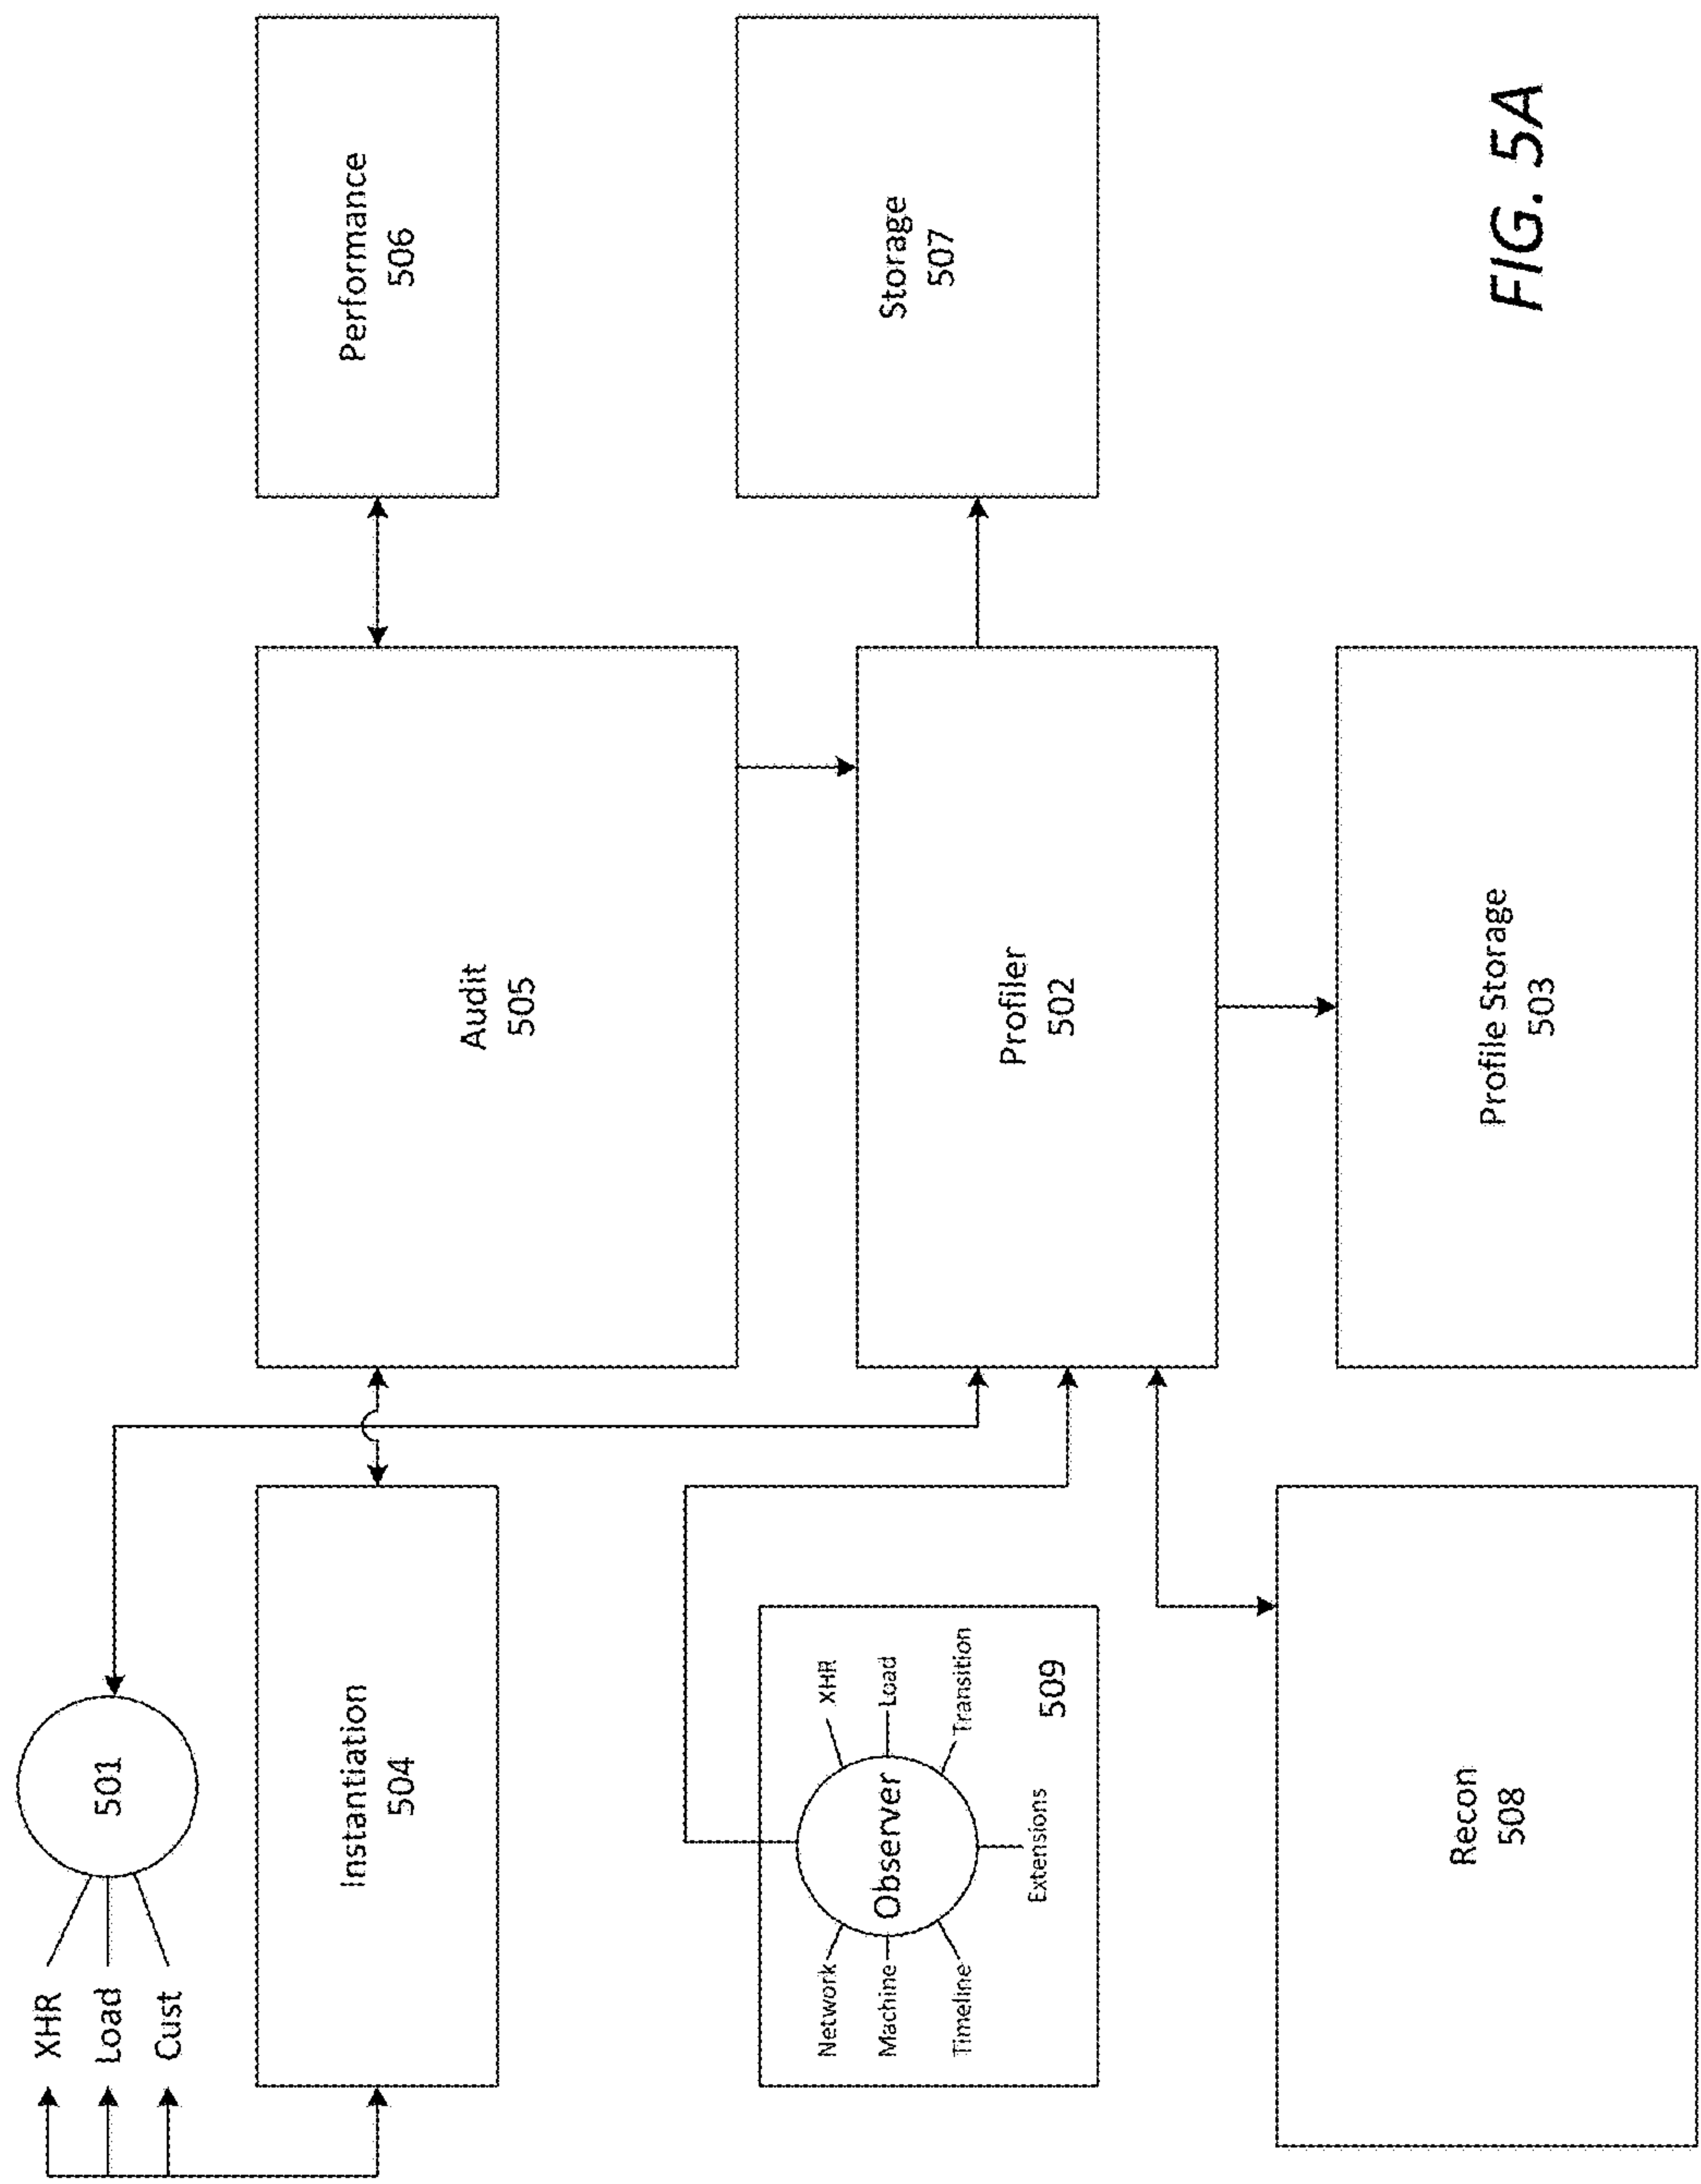 XHR
Load
Cust
501
Instantiation
504
Audit
505
Performance
506
Network
XHR
Machine
Observer
Load
Timeline
Transition
Extensions
509
Profiler
502
Storage
507
Recon
508
Profile Storage
503
FIG. 5A